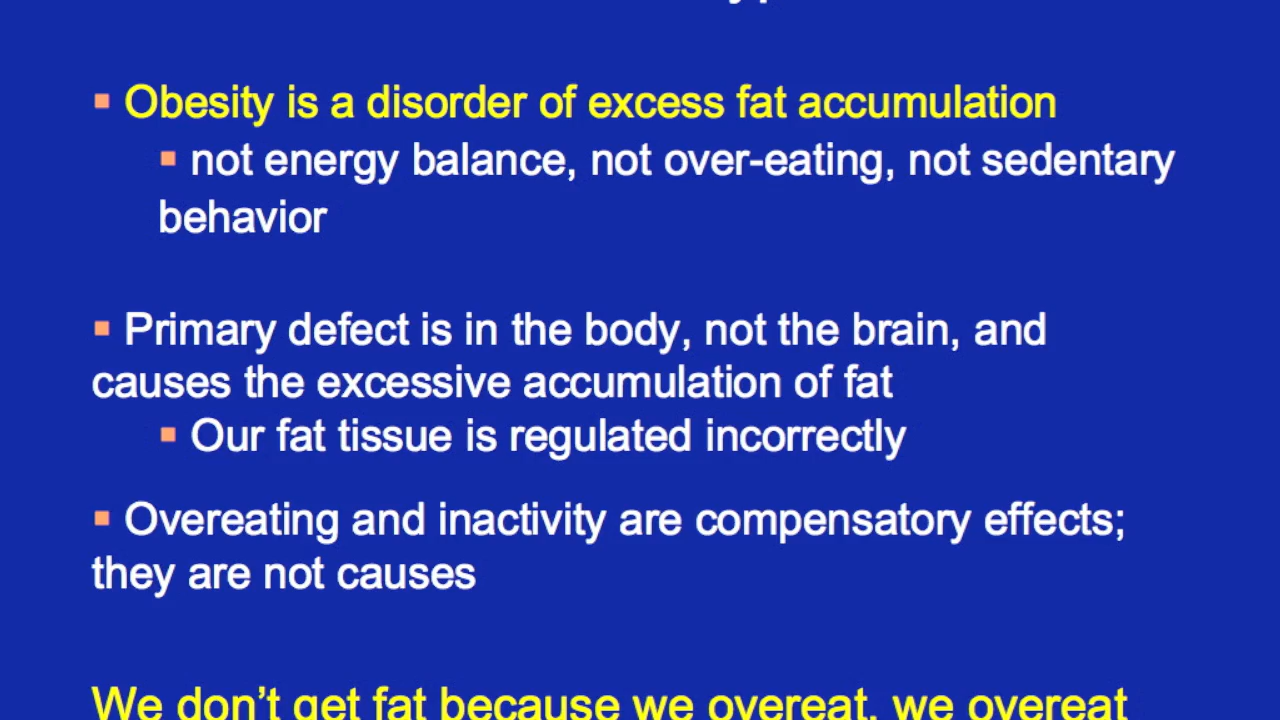 ▪ Obesity is a disorder of excess fat accumulation
▪ not energy balance, not over-eating, not sedentary
behavior
▪ Primary defect is in the body, not the brain, and
causes the excessive accumulation of fat
▪ Our fat tissue is regulated incorrectly
▪ Overeating and inactivity are compensatory effects;
they are not causes
We don’t get fat because we overeat, we overeat